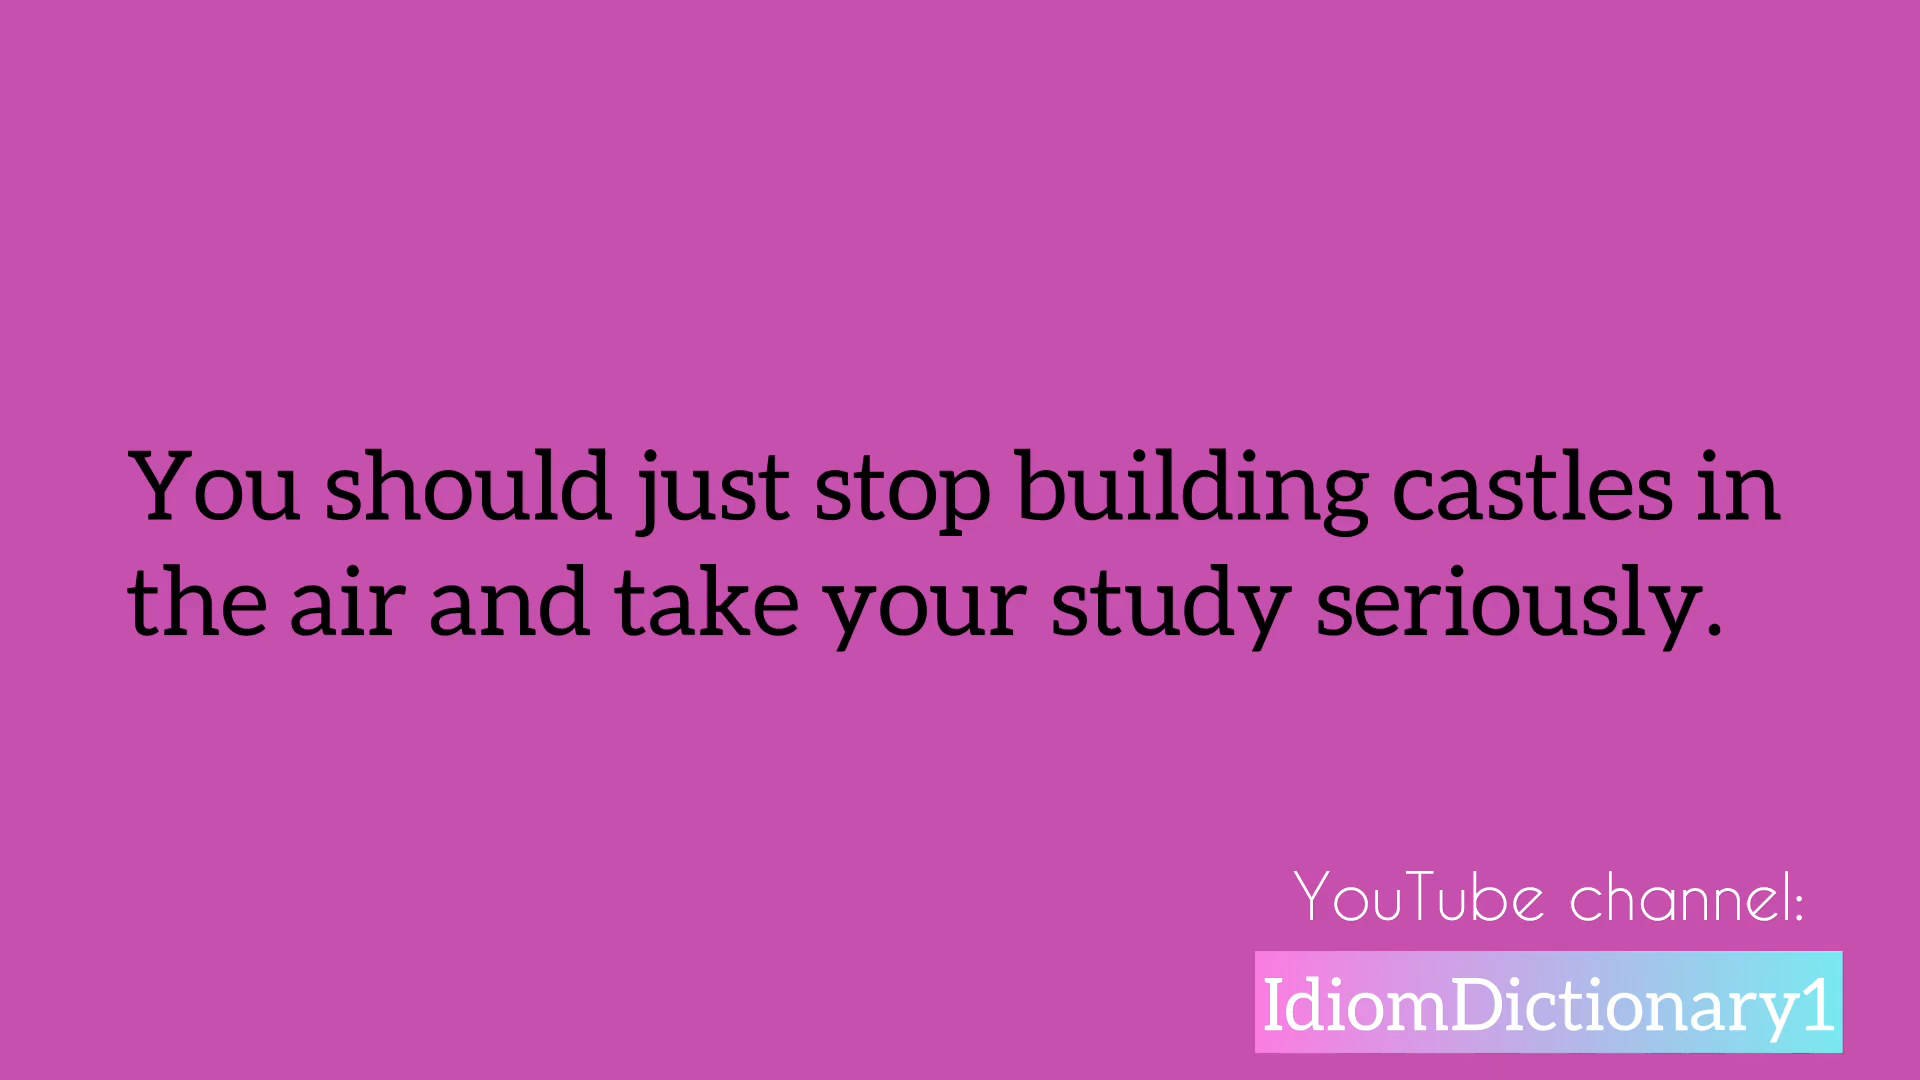 You should just stop building castles in
the air and take your study seriously.
YouTube channel:
IdiomDictionary1